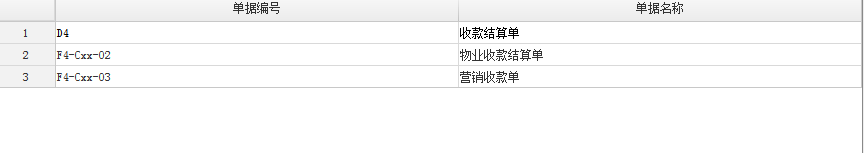 单据编号 单据名称
1 D4 收款结算单
2 F4-Cxx-02 物业收款结算单
3 F4-Cxx-03 营销收款单